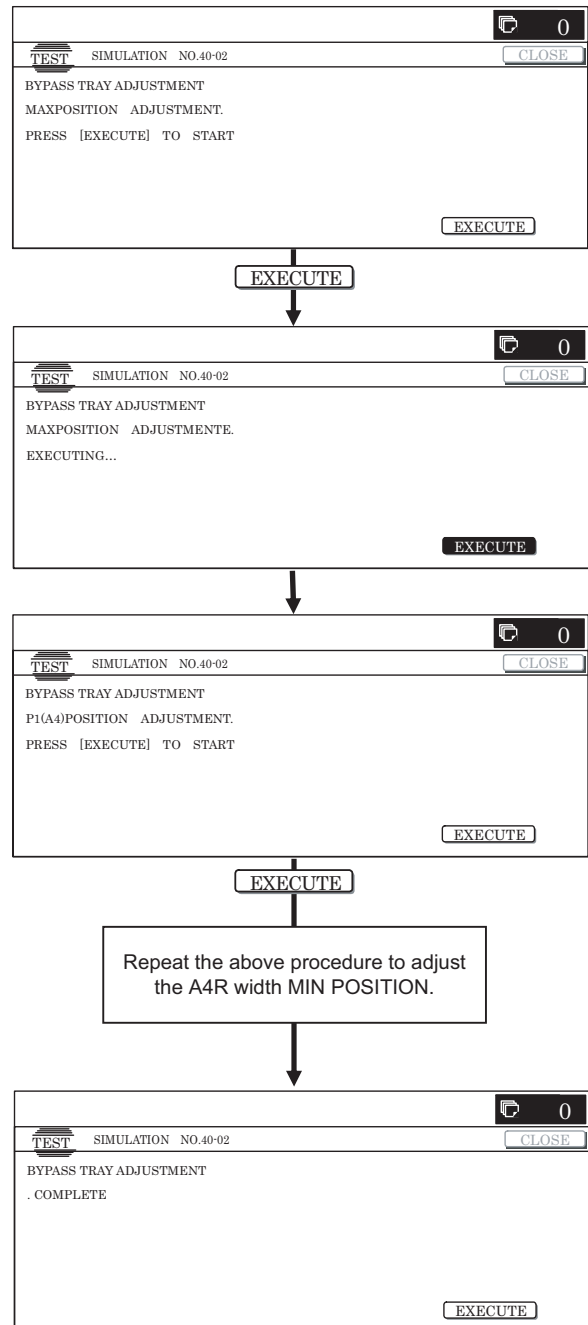 0
TEST SIMULATION NO.40-02 CLOSE
BYPASS TRAY ADJUSTMENT
MAXPOSITION ADJUSTMENT.
PRESS [EXECUTE] TO START
EXECUTE
EXECUTE
0
TEST SIMULATION NO.40-02 CLOSE
BYPASS TRAY ADJUSTMENT
MAXPOSITION ADJUSTMENTE.
EXECUTING...
EXECUTE
0
TEST SIMULATION NO.40-02 CLOSE
BYPASS TRAY ADJUSTMENT
P1(A4)POSITION ADJUSTMENT.
PRESS [EXECUTE] TO START
EXECUTE
EXECUTE
Repeat the above procedure to adjust
the A4R width MIN POSITION.
0
TEST SIMULATION NO.40-02 CLOSE
BYPASS TRAY ADJUSTMENT
. COMPLETE
EXECUTE